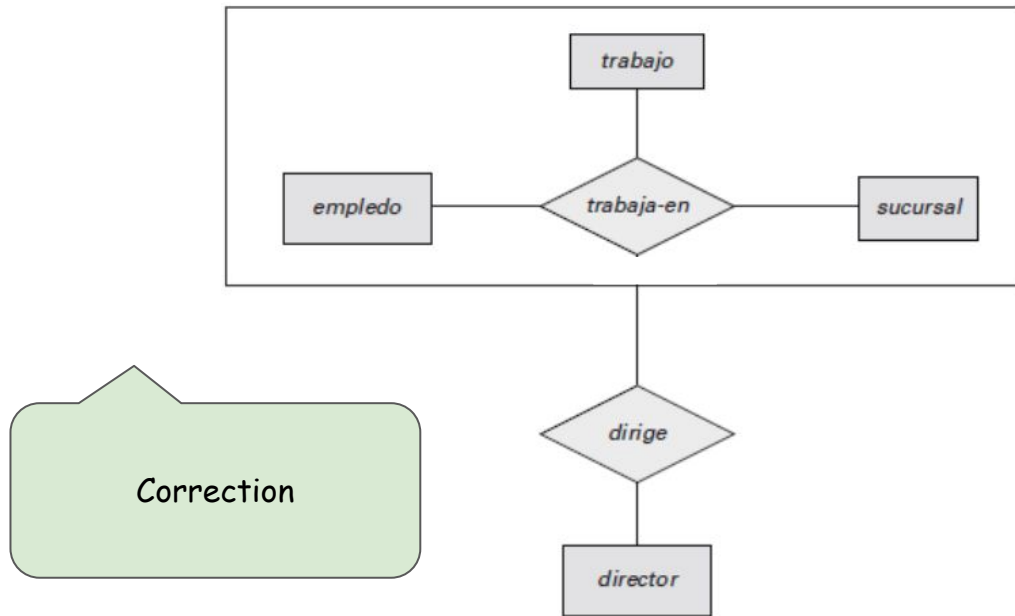 trabajo
empledo
trabaja-en
sucursal
dirige
Correction
director